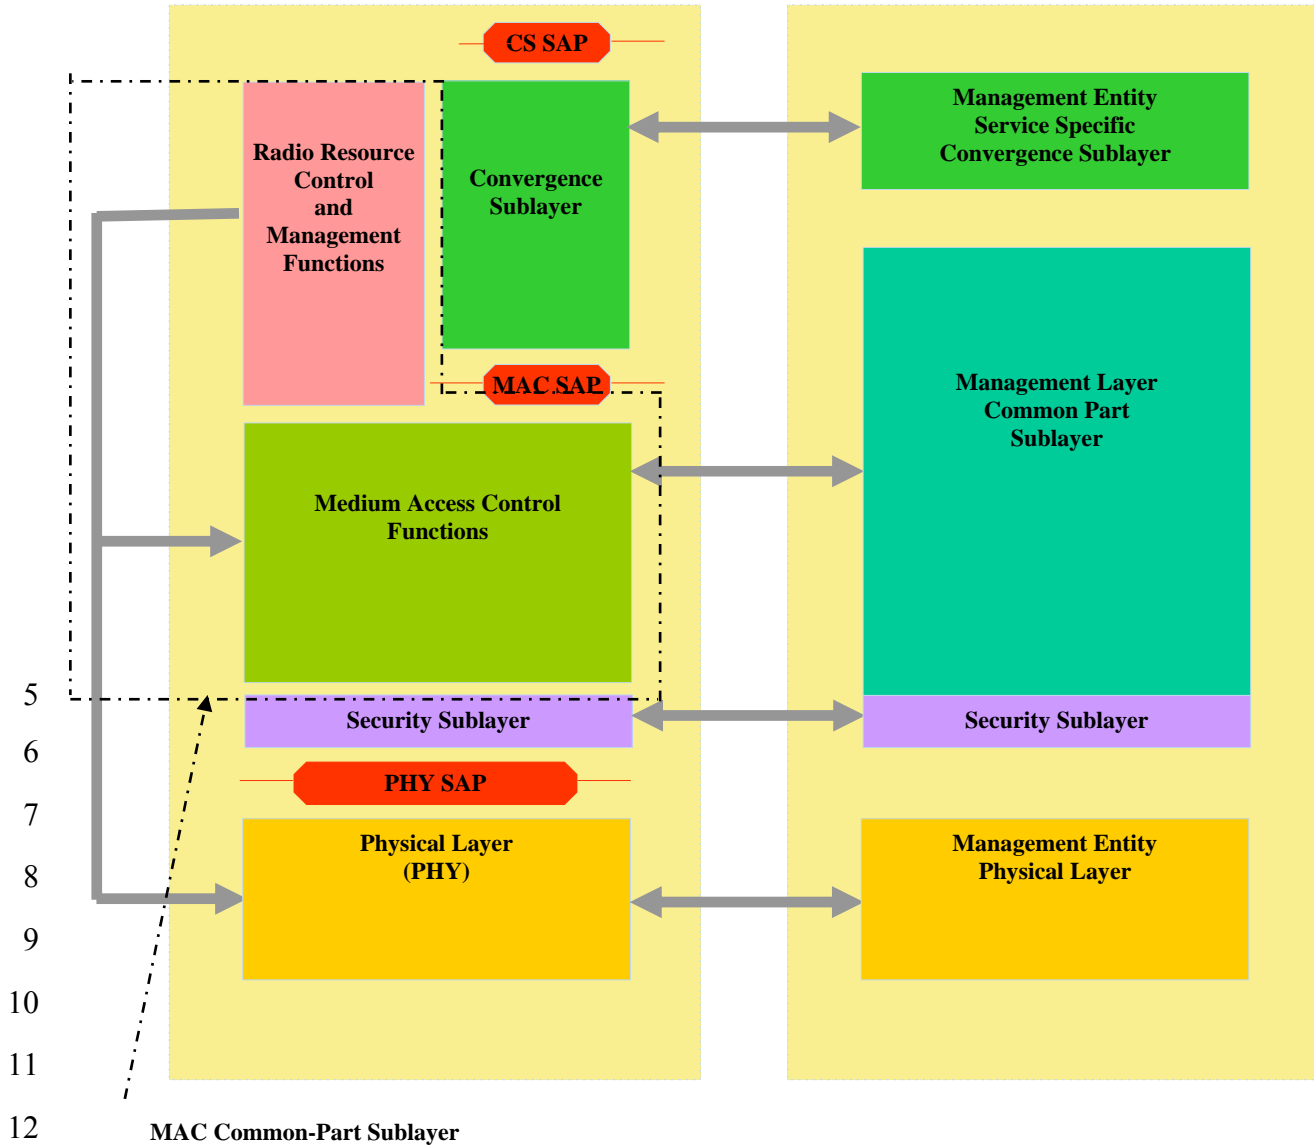 CS SAP
Radio Resource
Control
and
Management
Functions
Convergence
Sublayer
Management Entity
Service Specific
Convergence Sublayer
MAC SAP
Management Layer
Common Part
Sublayer
Medium Access Control
Functions
5
Security Sublayer
Security Sublayer
6
PHY SAP
7
Physical Layer
(PHY)
Management Entity
Physical Layer
8
9
10
11
12
MAC Common-Part Sublayer